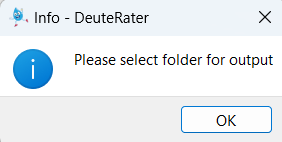 Info - DeuteRater
Please select folder for output
OK